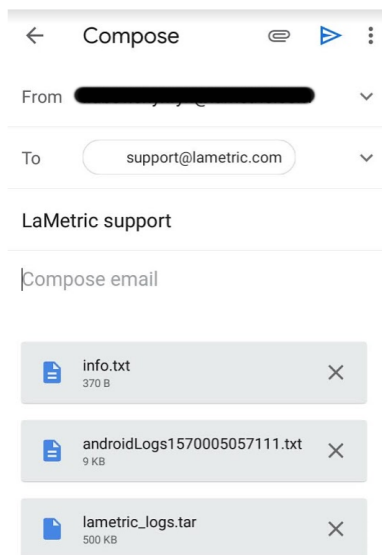 Compose
From
To support@lametric.com
LaMetric support
Compose email
info.txt
370 B
androidLogs1570005057111.txt
9 KB
lametric_logs.tar
500 KB